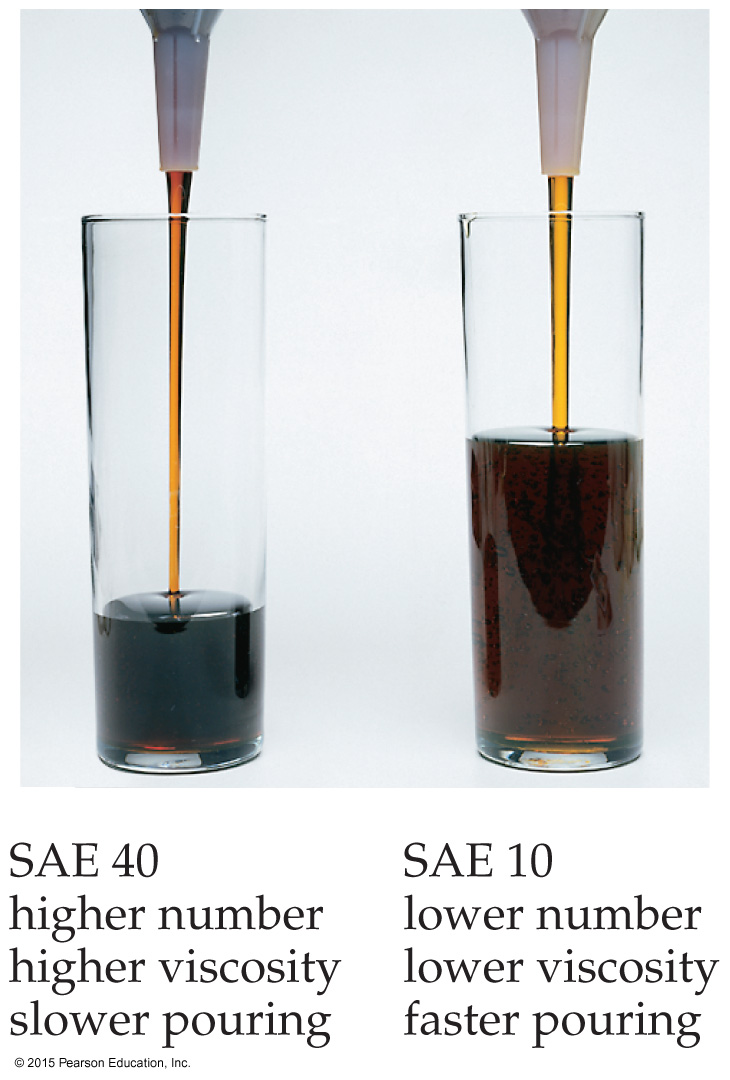 SAE 40
higher number
higher viscosity
slower pouring
SAE 10
lower number
lower viscosity
faster pouring
© 2015 Pearson Education, Inc.